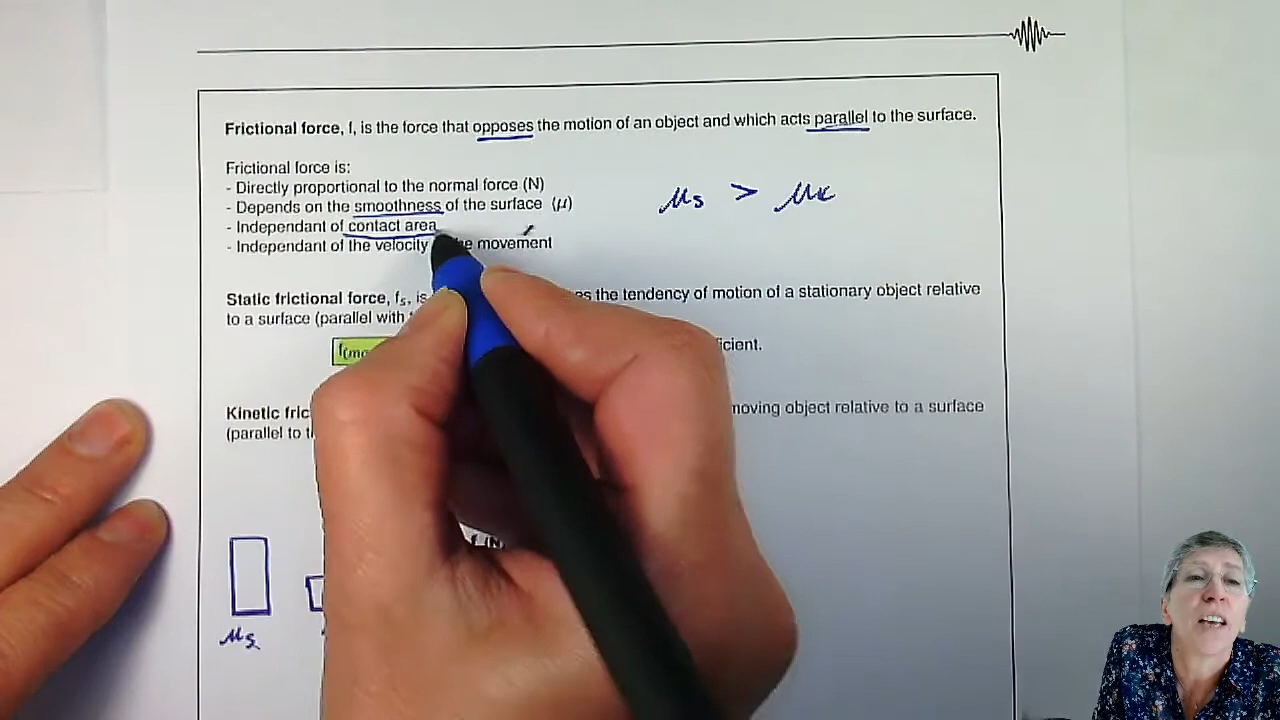 Frictional force, f, is the force that opposes the motion of an object and which acts parallel to the surface.
Frictional force is:
- Directly proportional to the normal force (N)
- Depends on the smoothness of the surface (μ)
- Independant of contact area
- Independant of the velocity movement
μs > μk
Static frictional force, fs, is the tendency of motion of a stationary object relative
to a surface (parallel with
Kinetic moving object relative to a surface
(parallel to
μs